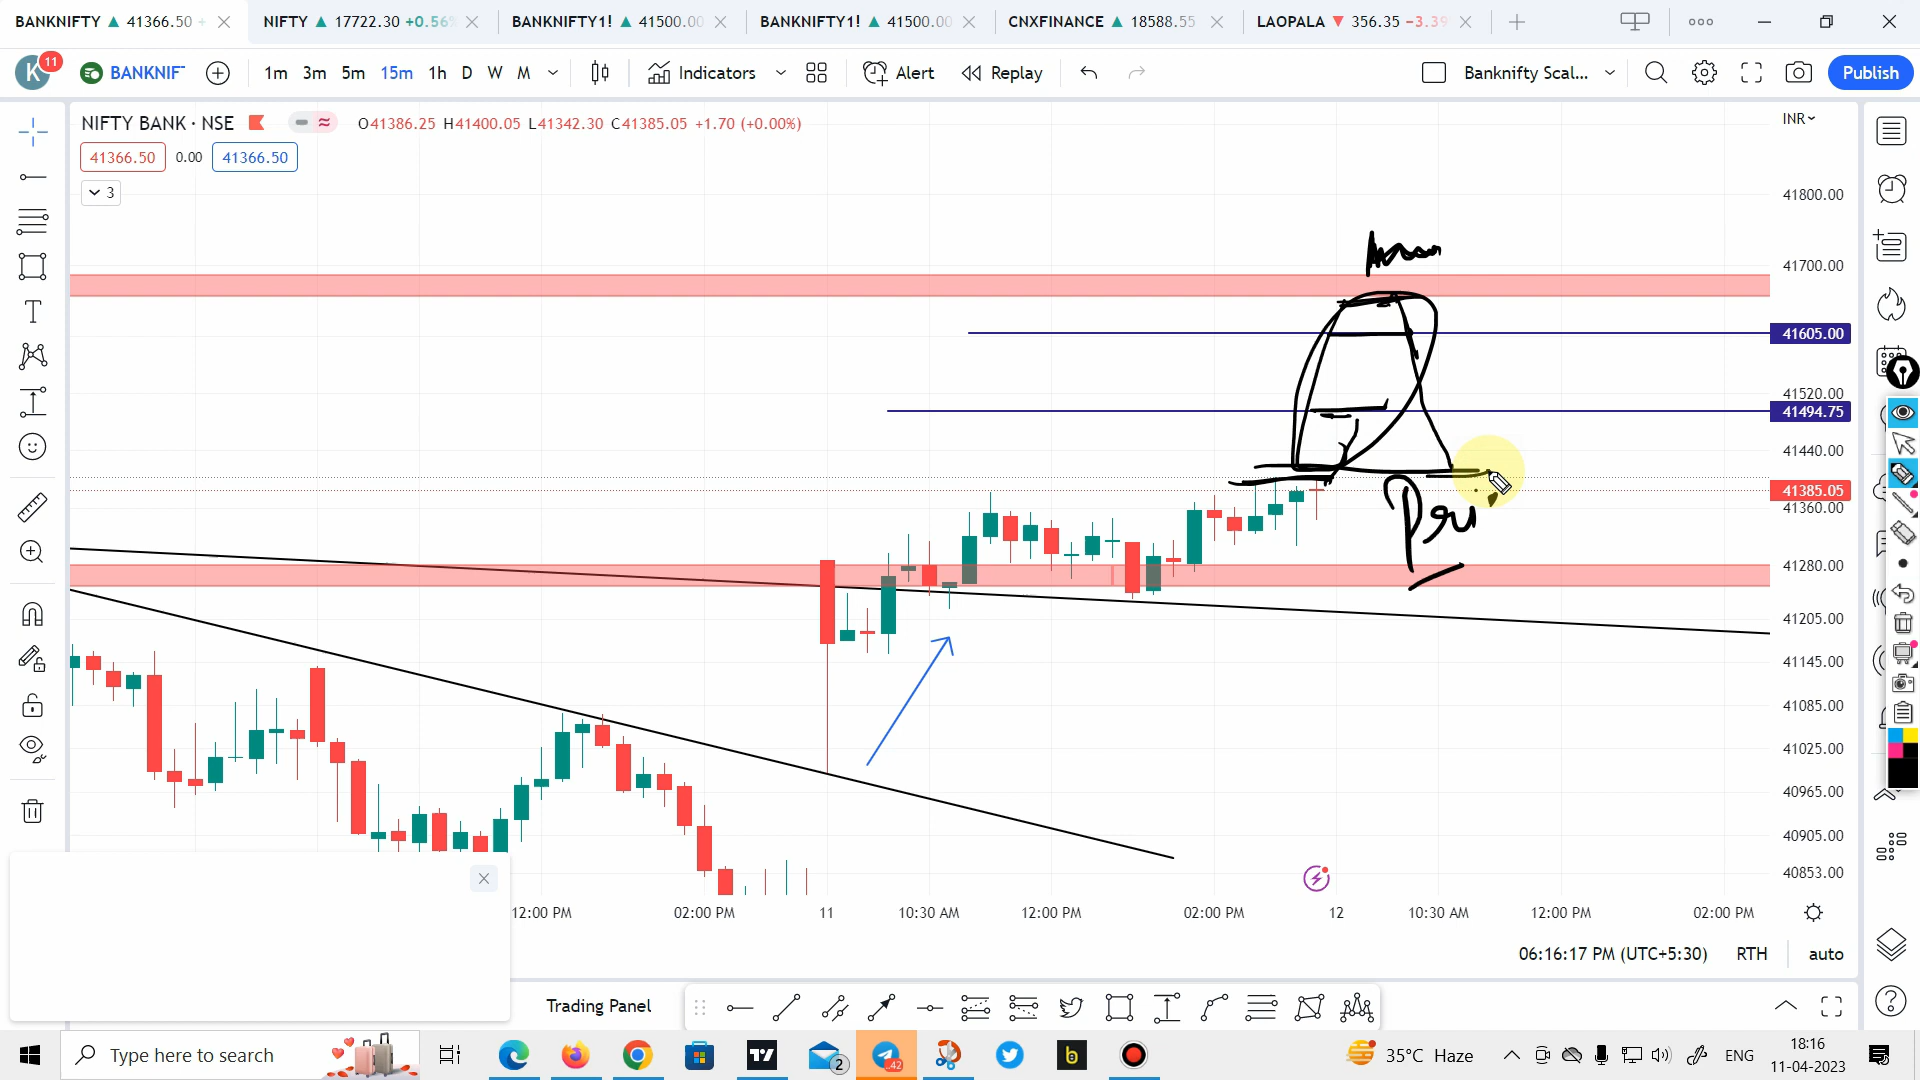 BANKNIFTY ▲ 41366.50 +
NIFTY ▲ 17722.30 +0.56%
BANKNIFTY1! ▲ 41500.00
BANKNIFTY1! ▲ 41500.00
CNXFINANCE ▲ 18588.55
LAOPALA ▼ 356.35 −3.39
K 11
BANKNIF
1m 3m 5m 15m 1h D W M
Indicators
Alert
Replay
Banknifty Scal...
Publish
NIFTY BANK · NSE
O41386.25 H41400.05 L41342.30 C41385.05 +1.70 (+0.00%)
41366.50 0.00 41366.50
3
INR
41800.00
41700.00
41605.00
41520.00
41494.75
41440.00
41385.05
41360.00
41280.00
41205.00
41145.00
41085.00
41025.00
40965.00
40905.00
40853.00
12:00 PM 02:00 PM 11 10:30 AM 12:00 PM 02:00 PM 12 10:30 AM 12:00 PM 02:00 PM
06:16:17 PM (UTC+5:30) RTH auto
Trading Panel
Type here to search
2
42
35°C Haze
ENG
18:16
11-04-2023